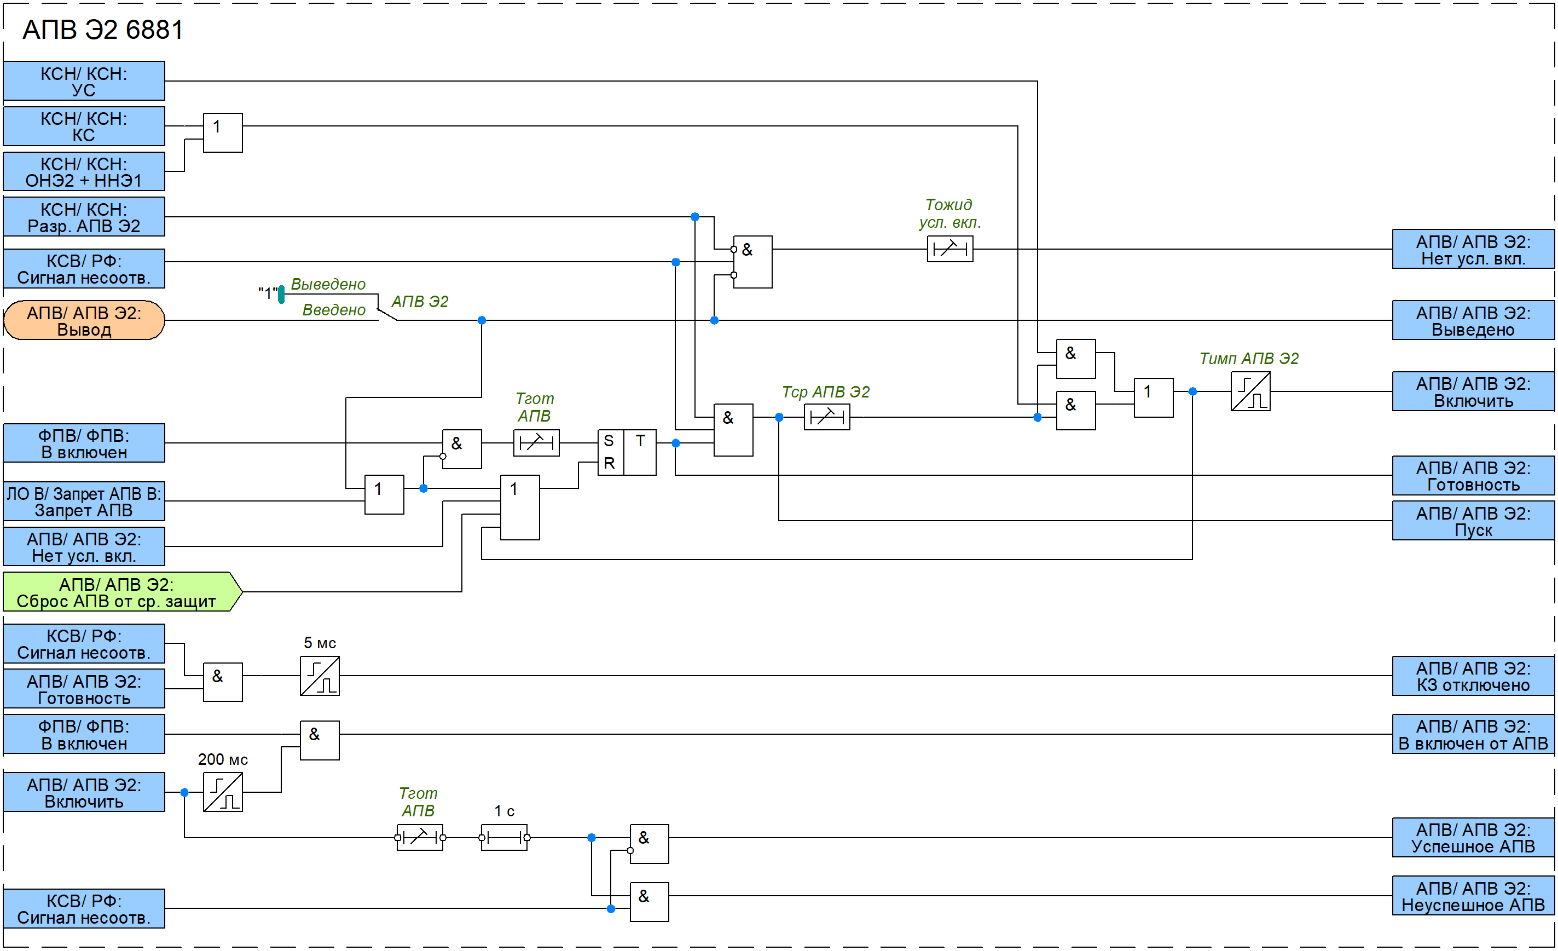 АПВ Э2 6881
КСН/ КСН:
УС
КСН/ КСН:
КС
1
КСН/ КСН:
ОНЭ2 + ННЭ1
КСН/ КСН:
Разр. АПВ Э2
Тожид
усл. вкл.
&
АПВ/ АПВ Э2:
Нет усл. вкл.
КСВ/ РФ:
Сигнал несоотв.
"1"
Выведено
Введено
АПВ Э2
АПВ/ АПВ Э2:
Вывод
АПВ/ АПВ Э2:
Выведено
&
Тимп АПВ Э2
Тср АПВ Э2
&
&
1
АПВ/ АПВ Э2:
Включить
Тгот
АПВ
ФПВ/ ФПВ:
В включен
&
S
T
R
АПВ/ АПВ Э2:
Готовность
ЛО В/ Запрет АПВ В:
Запрет АПВ
1
1
АПВ/ АПВ Э2:
Пуск
АПВ/ АПВ Э2:
Нет усл. вкл.
АПВ/ АПВ Э2:
Сброс АПВ от ср. защит
КСВ/ РФ:
Сигнал несоотв.
5 мс
&
АПВ/ АПВ Э2:
Готовность
АПВ/ АПВ Э2:
КЗ отключено
ФПВ/ ФПВ:
В включен
&
АПВ/ АПВ Э2:
В включен от АПВ
200 мс
АПВ/ АПВ Э2:
Включить
Тгот
АПВ
1 с
&
АПВ/ АПВ Э2:
Успешное АПВ
КСВ/ РФ:
Сигнал несоотв.
&
АПВ/ АПВ Э2:
Неуспешное АПВ